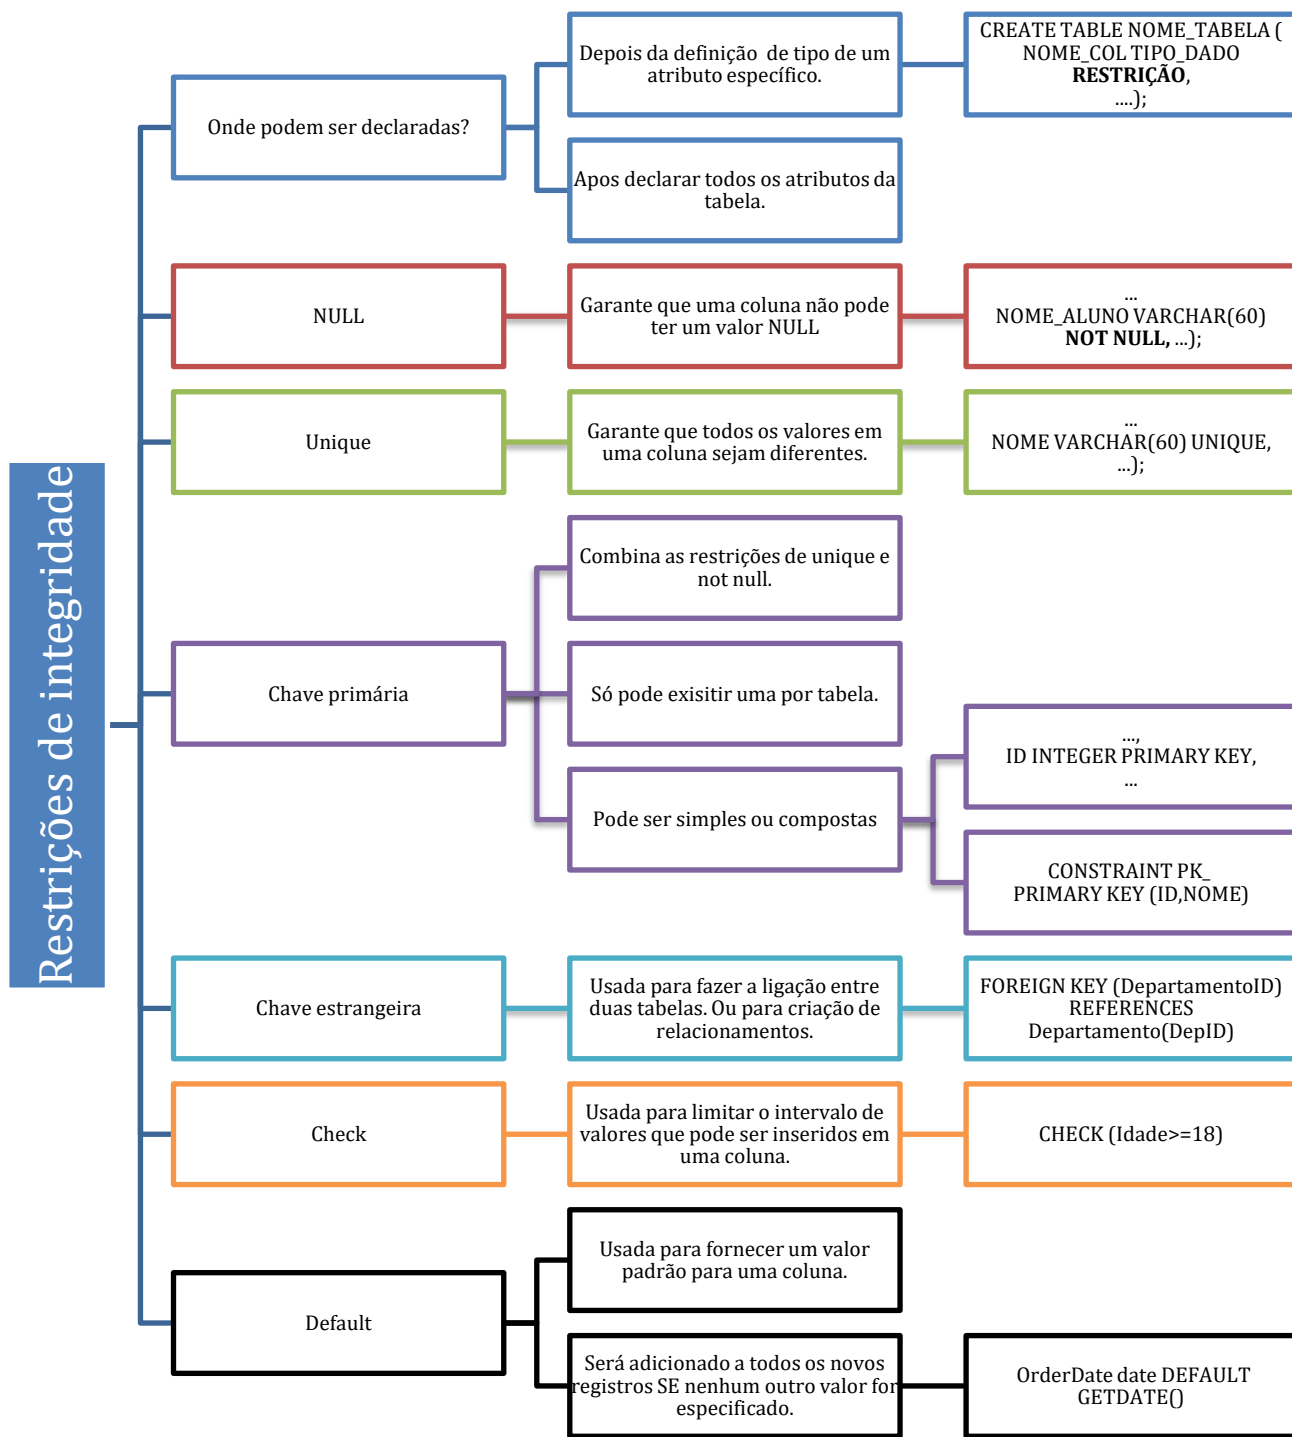 Restrições de integridade
Onde podem ser declaradas?
Depois da definição de tipo de um
atributo específico.
CREATE TABLE NOME_TABELA (
NOME_COL TIPO_DADO
RESTRIÇÃO,
....);
Apos declarar todos os atributos da
tabela.
NULL
Garante que uma coluna não pode
ter um valor NULL
...
NOME_ALUNO VARCHAR(60)
NOT NULL, ...);
Unique
Garante que todos os valores em
uma coluna sejam diferentes.
...
NOME VARCHAR(60) UNIQUE,
...);
Chave primária
Combina as restrições de unique e
not null.
Só pode exisitir uma por tabela.
Pode ser simples ou compostas
...,
ID INTEGER PRIMARY KEY,
...
CONSTRAINT PK_
PRIMARY KEY (ID,NOME)
Chave estrangeira
Usada para fazer a ligação entre
duas tabelas. Ou para criação de
relacionamentos.
FOREIGN KEY (DepartamentoID)
REFERENCES
Departamento(DepID)
Check
Usada para limitar o intervalo de
valores que pode ser inseridos em
uma coluna.
CHECK (Idade>=18)
Default
Usada para fornecer um valor
padrão para uma coluna.
Será adicionado a todos os novos
registros SE nenhum outro valor for
especificado.
OrderDate date DEFAULT
GETDATE()